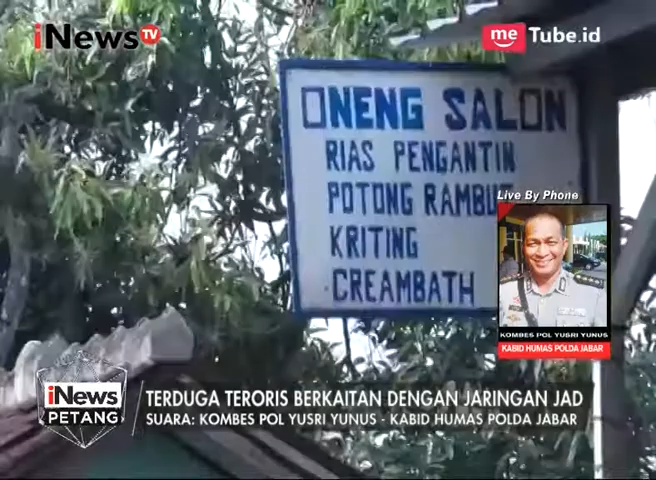 iNews TV
me Tube.id
ONENG SALON
RIAS PENGANTIN
POTONG RAMBUT
KRITING
CREAMBATH
Live By Phone
KOMBES POL YUSRI YUNUS
KABID HUMAS POLDA JABAR
iNews
PETANG
TERDUGA TERORIS BERKAITAN DENGAN JARINGAN JAD
SUARA: KOMBES POL YUSRI YUNUS - KABID HUMAS POLDA JABAR